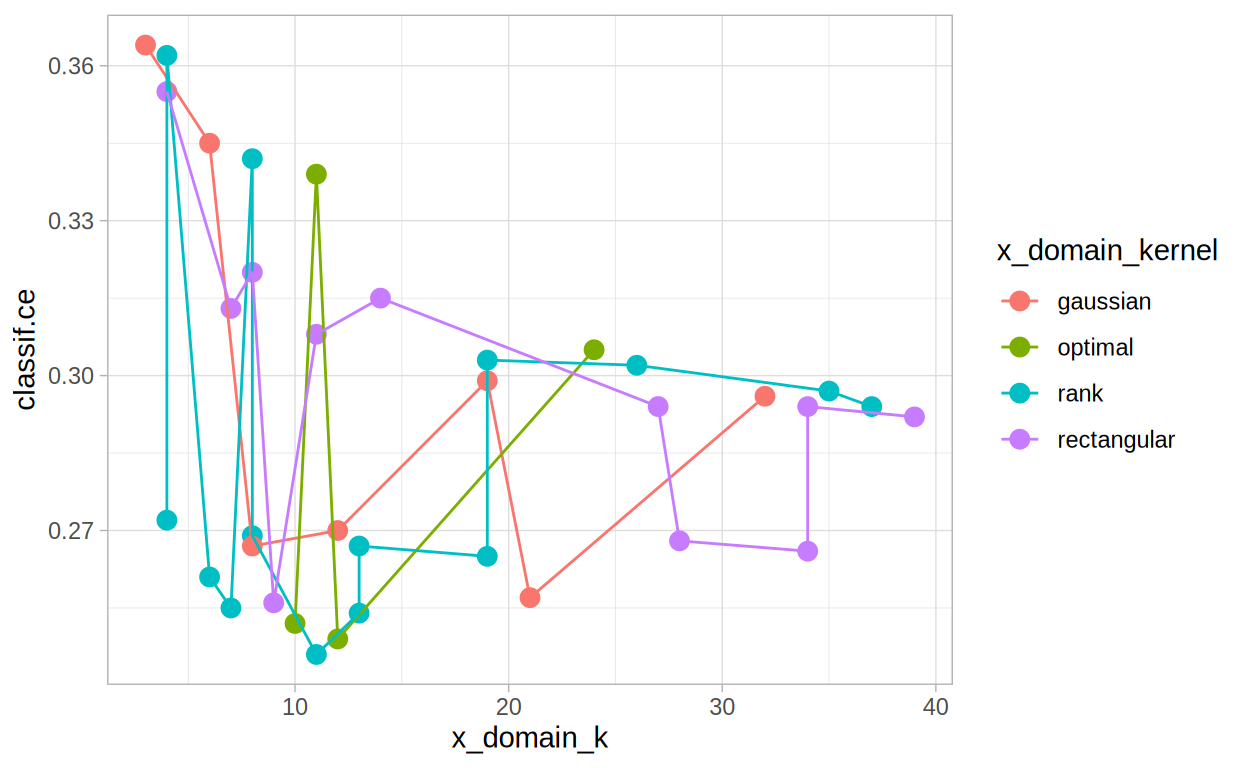 0.36
0.33
0.30
0.27
classif.ce
10
20
30
40
x_domain_k
x_domain_kernel
gaussian
optimal
rank
rectangular